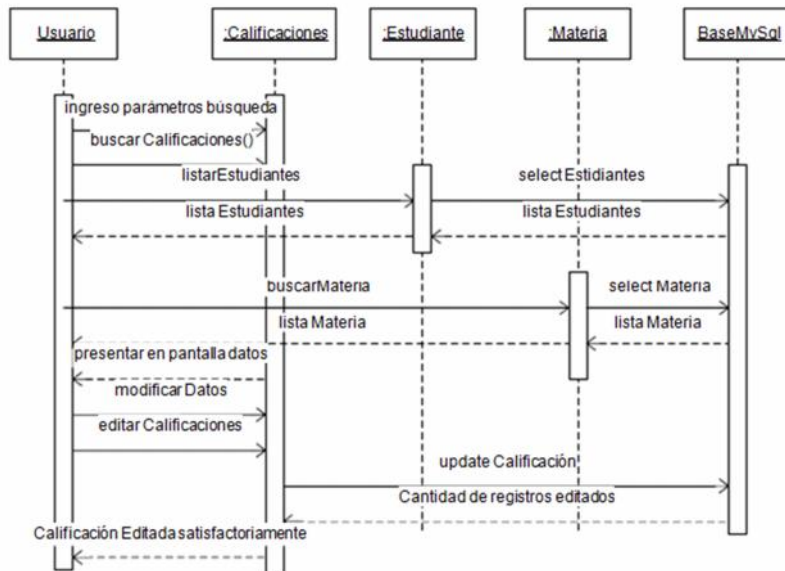 Usuario
:Calificaciones
:Estudiante
:Materia
BaseMySql
ingreso parámetros búsqueda
buscar Calificaciones()
listarEstudiantes
select Estidiantes
lista Estudiantes
lista Estudiantes
buscarMateria
select Materia
lista Materia
lista Materia
presentar en pantalla datos
modificar Datos
editar Calificaciones
update Calificación
Cantidad de registros editados
Calificación Editada satisfactoriamente